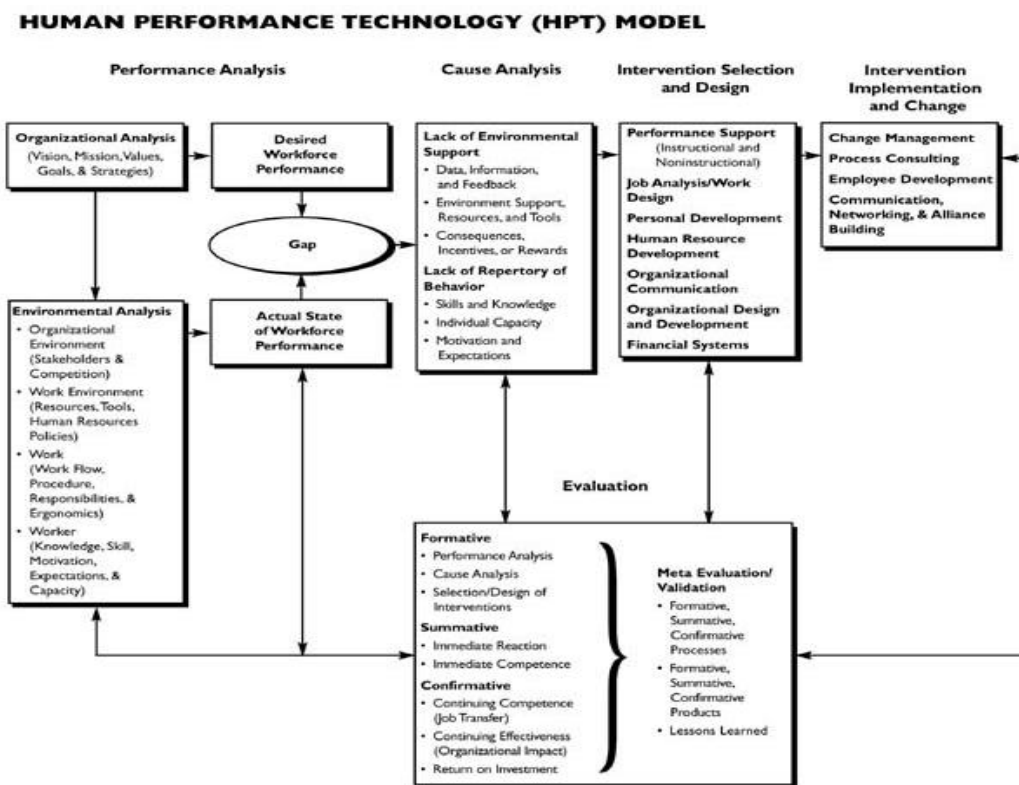 HUMAN PERFORMANCE TECHNOLOGY (HPT) MODEL
Performance Analysis
Cause Analysis
Intervention Selection
and Design
Intervention
Implementation
and Change
Organizational Analysis
(Vision, Mission, Values,
Goals, & Strategies)
Desired
Workforce
Performance
Gap
Environmental Analysis
• Organizational
Environment
(Stakeholders &
Competition)
• Work Environment
(Resources, Tools,
Human Resources
Policies)
• Work
(Work Flow,
Procedure,
Responsibilities, &
Ergonomics)
• Worker
(Knowledge, Skill,
Motivation,
Expectations, &
Capacity)
Actual State
of Workforce
Performance
Lack of Environmental
Support
• Data, Information,
and Feedback
• Environment Support,
Resources, and Tools
• Consequences,
Incentives, or Rewards
Lack of Repertory of
Behavior
• Skills and Knowledge
• Individual Capacity
• Motivation and
Expectations
Performance Support
(Instructional and
Noninstructional)
Job Analysis/Work
Design
Personal Development
Human Resource
Development
Organizational
Communication
Organizational Design
and Development
Financial Systems
Change Management
Process Consulting
Employee Development
Communication,
Networking, & Alliance
Building
Evaluation
Formative
• Performance Analysis
• Cause Analysis
• Selection/Design of
Interventions
Summative
• Immediate Reaction
• Immediate Competence
Confirmative
• Continuing Competence
(Job Transfer)
• Continuing Effectiveness
(Organizational Impact)
• Return on Investment
Meta Evaluation/
Validation
• Formative,
Summative,
Confirmative
Processes
• Formative,
Summative,
Confirmative
Products
• Lessons Learned